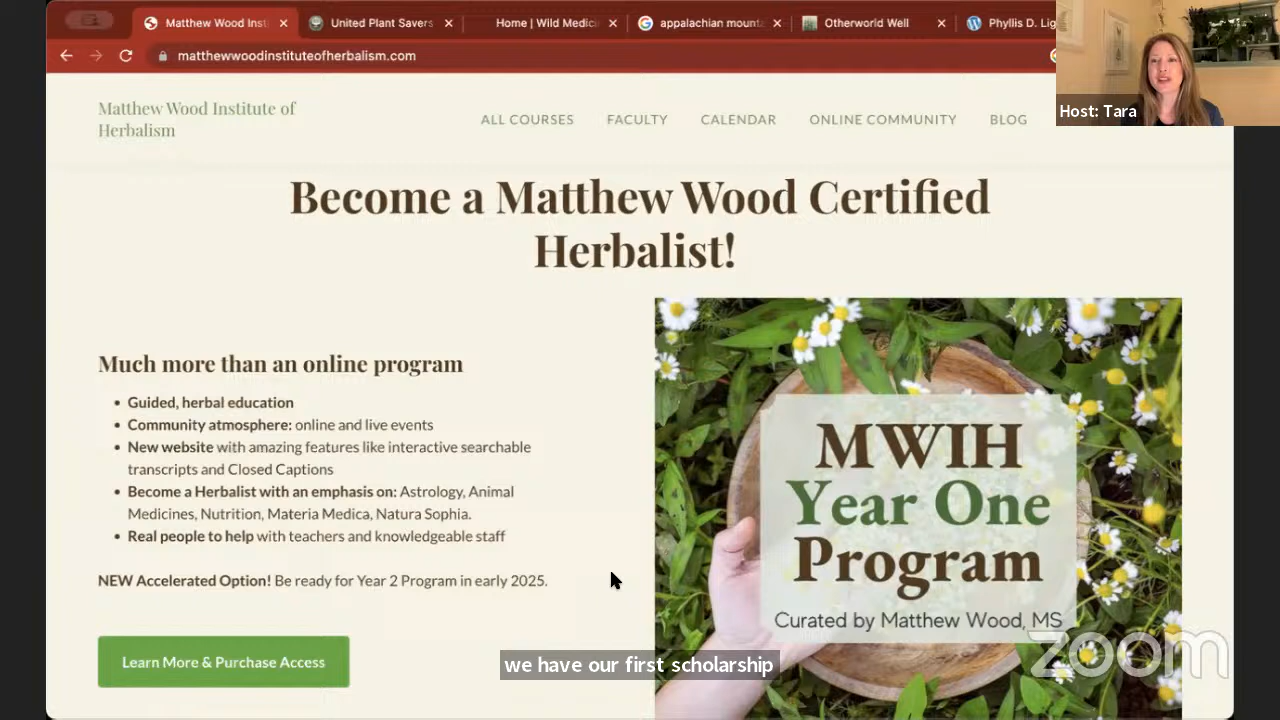 Matthew Wood Inst
United Plant Savers
Home | Wild Medici
appalachian mount
Otherworld Well
Phyllis D. Lig
matthewwoodinstituteofherbalism.com
Host: Tara
Matthew Wood Institute of
Herbalism
ALL COURSES FACULTY CALENDAR ONLINE COMMUNITY BLOG
Become a Matthew Wood Certified
Herbalist!
Much more than an online program
• Guided, herbal education
• Community atmosphere: online and live events
• New website with amazing features like interactive searchable
transcripts and Closed Captions
• Become a Herbalist with an emphasis on: Astrology, Animal
Medicines, Nutrition, Materia Medica, Natura Sophia.
• Real people to help with teachers and knowledgeable staff
NEW Accelerated Option! Be ready for Year 2 Program in early 2025.
Learn More & Purchase Access
MWIH
Year One
Program
Curated by Matthew Wood, MS
we have our first scholarship
zoom